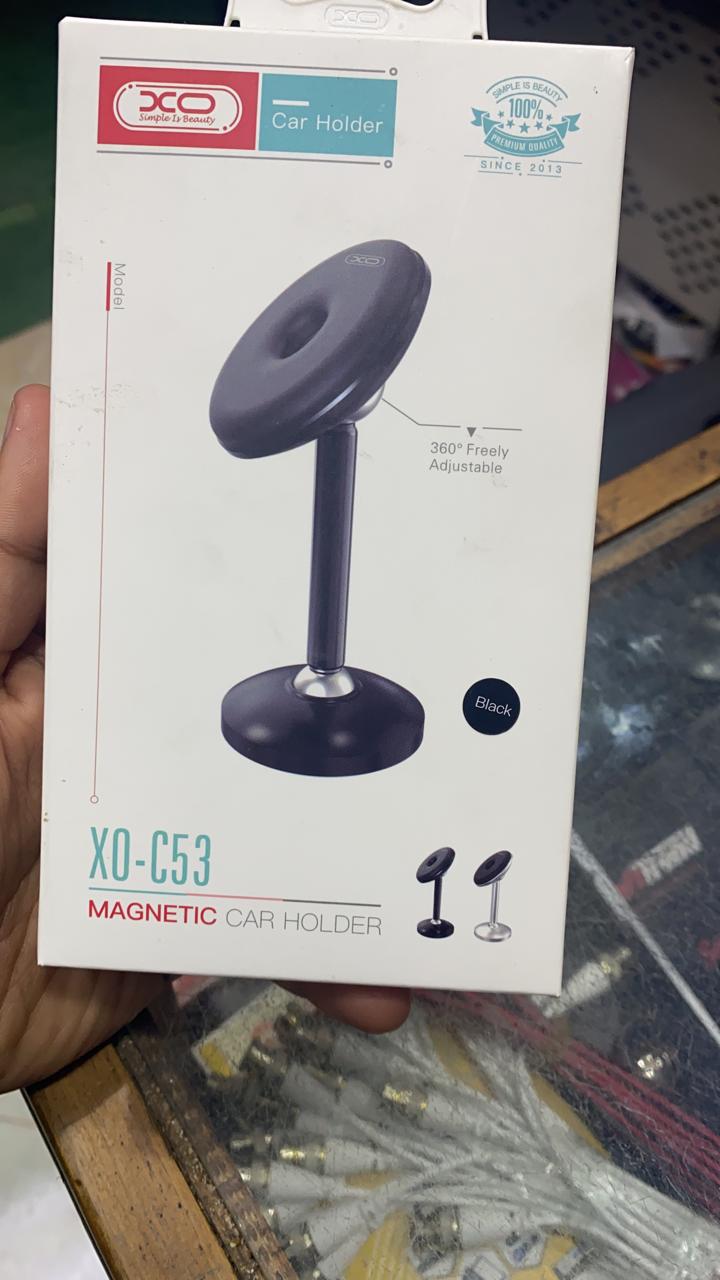 XO
XO
Simple Is Beauty
Car Holder
SIMPLE IS BEAUTY
100%
PREMIUM QUALITY
SINCE 2013
XO
Model
360° Freely
Adjustable
Black
XO-C53
MAGNETIC CAR HOLDER